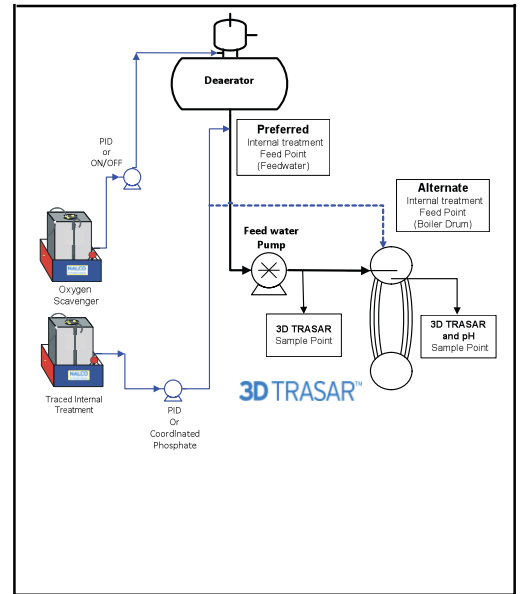 Deaerator
Preferred
Internal treatment
Feed Point
(Feedwater)
PID
or
ON/OFF
Alternate
Internal treatment
Feed Point
(Boiler Drum)
Feed water
Pump
NALCO
Oxygen
Scavenger
3D TRASAR
Sample Point
3D TRASAR
and pH
Sample Point
NALCO
Traced Internal
Treatment
3D TRASAR™
PID
Or
Coordinated
Phosphate